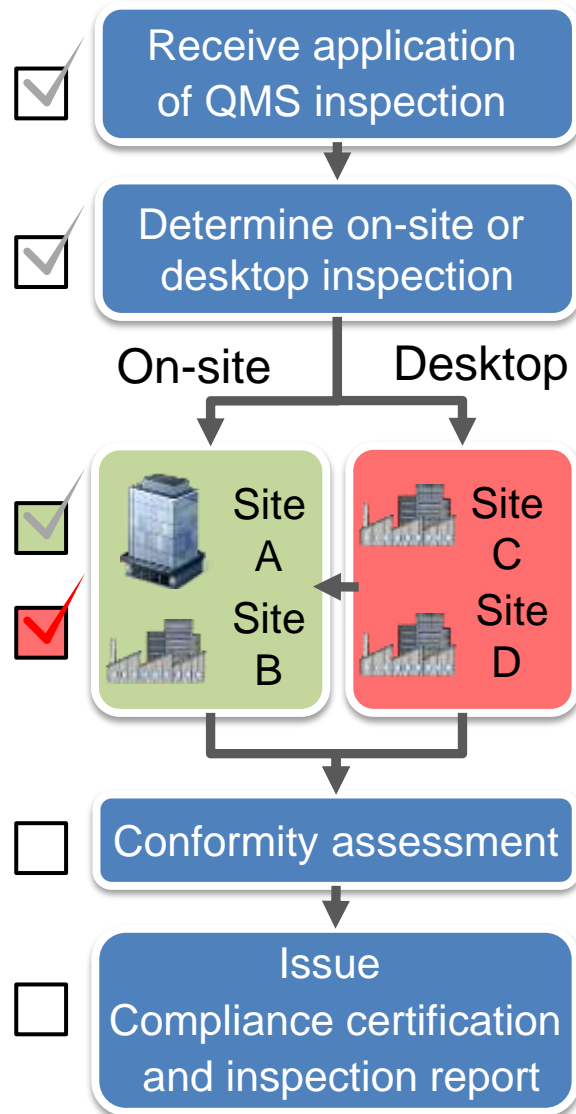 Receive application
of QMS inspection
Determine on-site or
desktop inspection
On-site
Desktop
Site
A
Site
B
Site
C
Site
D
Conformity assessment
Issue
Compliance certification
and inspection report